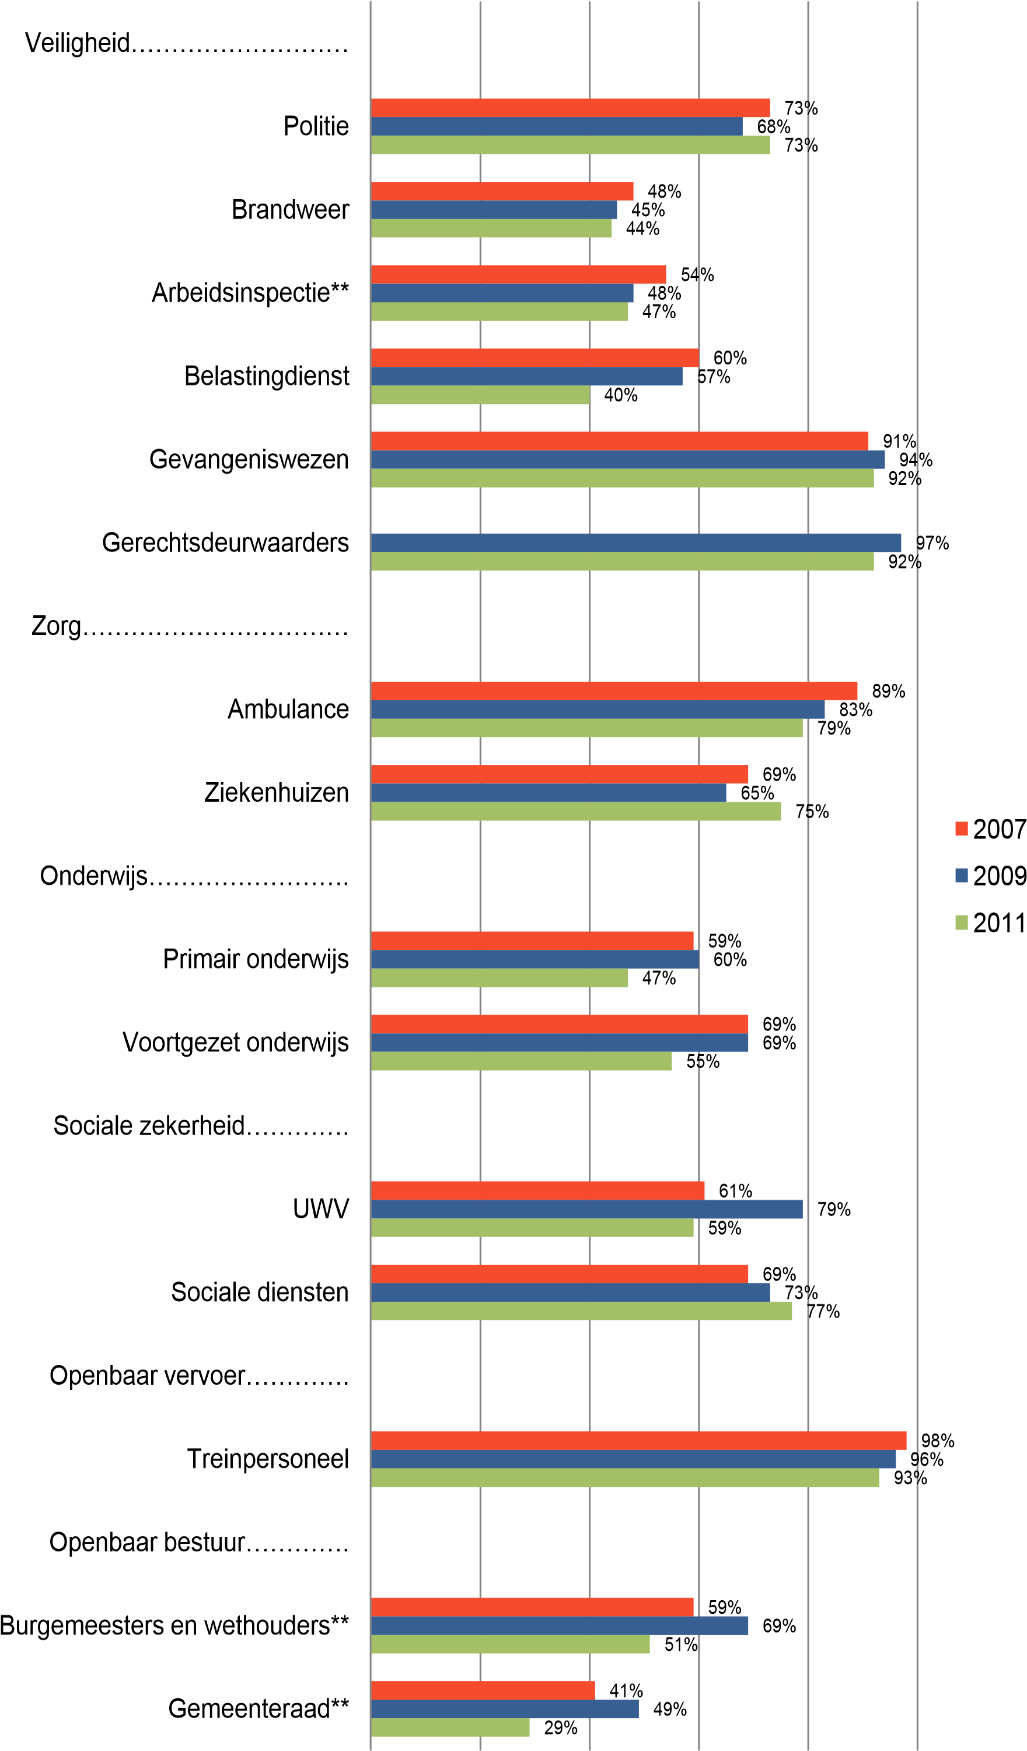 Veiligheid...........................
Politie
73%
68%
73%
Brandweer
48%
45%
44%
Arbeidsinspectie**
54%
48%
47%
Belastingdienst
60%
57%
40%
Gevangeniswezen
91%
94%
92%
Gerechtsdeurwaarders
97%
92%
Zorg.................................
Ambulance
89%
83%
79%
Ziekenhuizen
69%
65%
75%
2007
2009
2011
Onderwijs.........................
Primair onderwijs
59%
60%
47%
Voortgezet onderwijs
69%
69%
55%
Sociale zekerheid.............
UWV
61%
79%
59%
Sociale diensten
69%
73%
77%
Openbaar vervoer.............
Treinpersoneel
98%
96%
93%
Openbaar bestuur.............
Burgemeesters en wethouders**
59%
69%
51%
Gemeenteraad**
41%
49%
29%